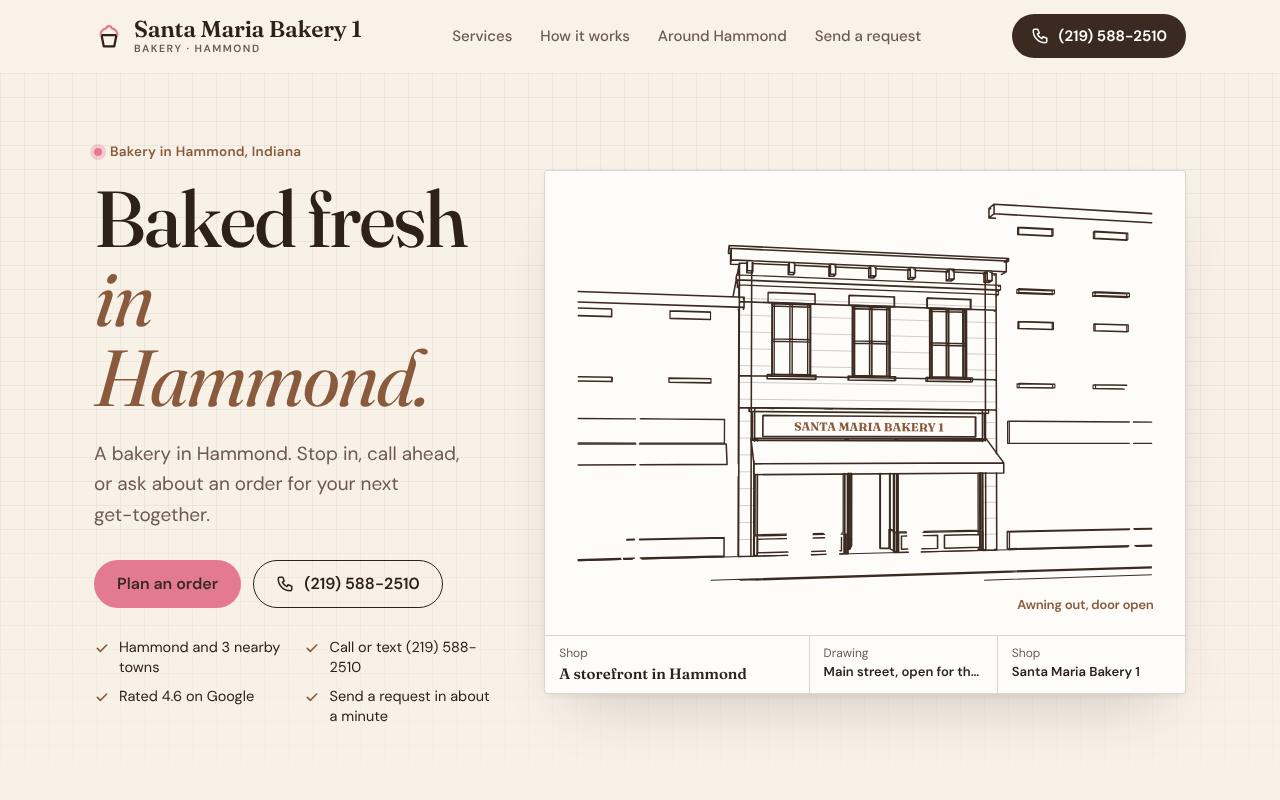 Santa Maria Bakery 1
BAKERY · HAMMOND
Services
How it works
Around Hammond
Send a request
(219) 588-2510
Bakery in Hammond, Indiana
Baked fresh
in
Hammond.
A bakery in Hammond. Stop in, call ahead,
or ask about an order for your next
get-together.
Plan an order
(219) 588-2510
Hammond and 3 nearby
towns
Call or text (219) 588-
2510
Rated 4.6 on Google
Send a request in about
a minute
SANTA MARIA BAKERY 1
Awning out, door open
Shop
A storefront in Hammond
Drawing
Main street, open for th...
Shop
Santa Maria Bakery 1